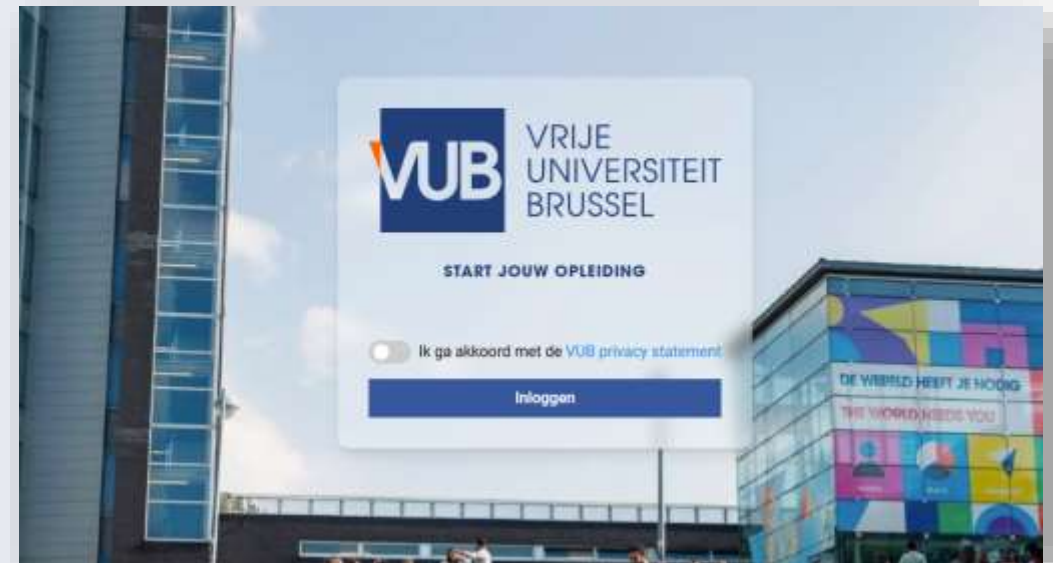 VUB
VRIJE
UNIVERSITEIT
BRUSSEL
START JOUW OPLEIDING
Ik ga akkoord met de VUB privacy statement
Inloggen
DE WERELD HEEFT JE NODIG
THE WORLD NEEDS YOU